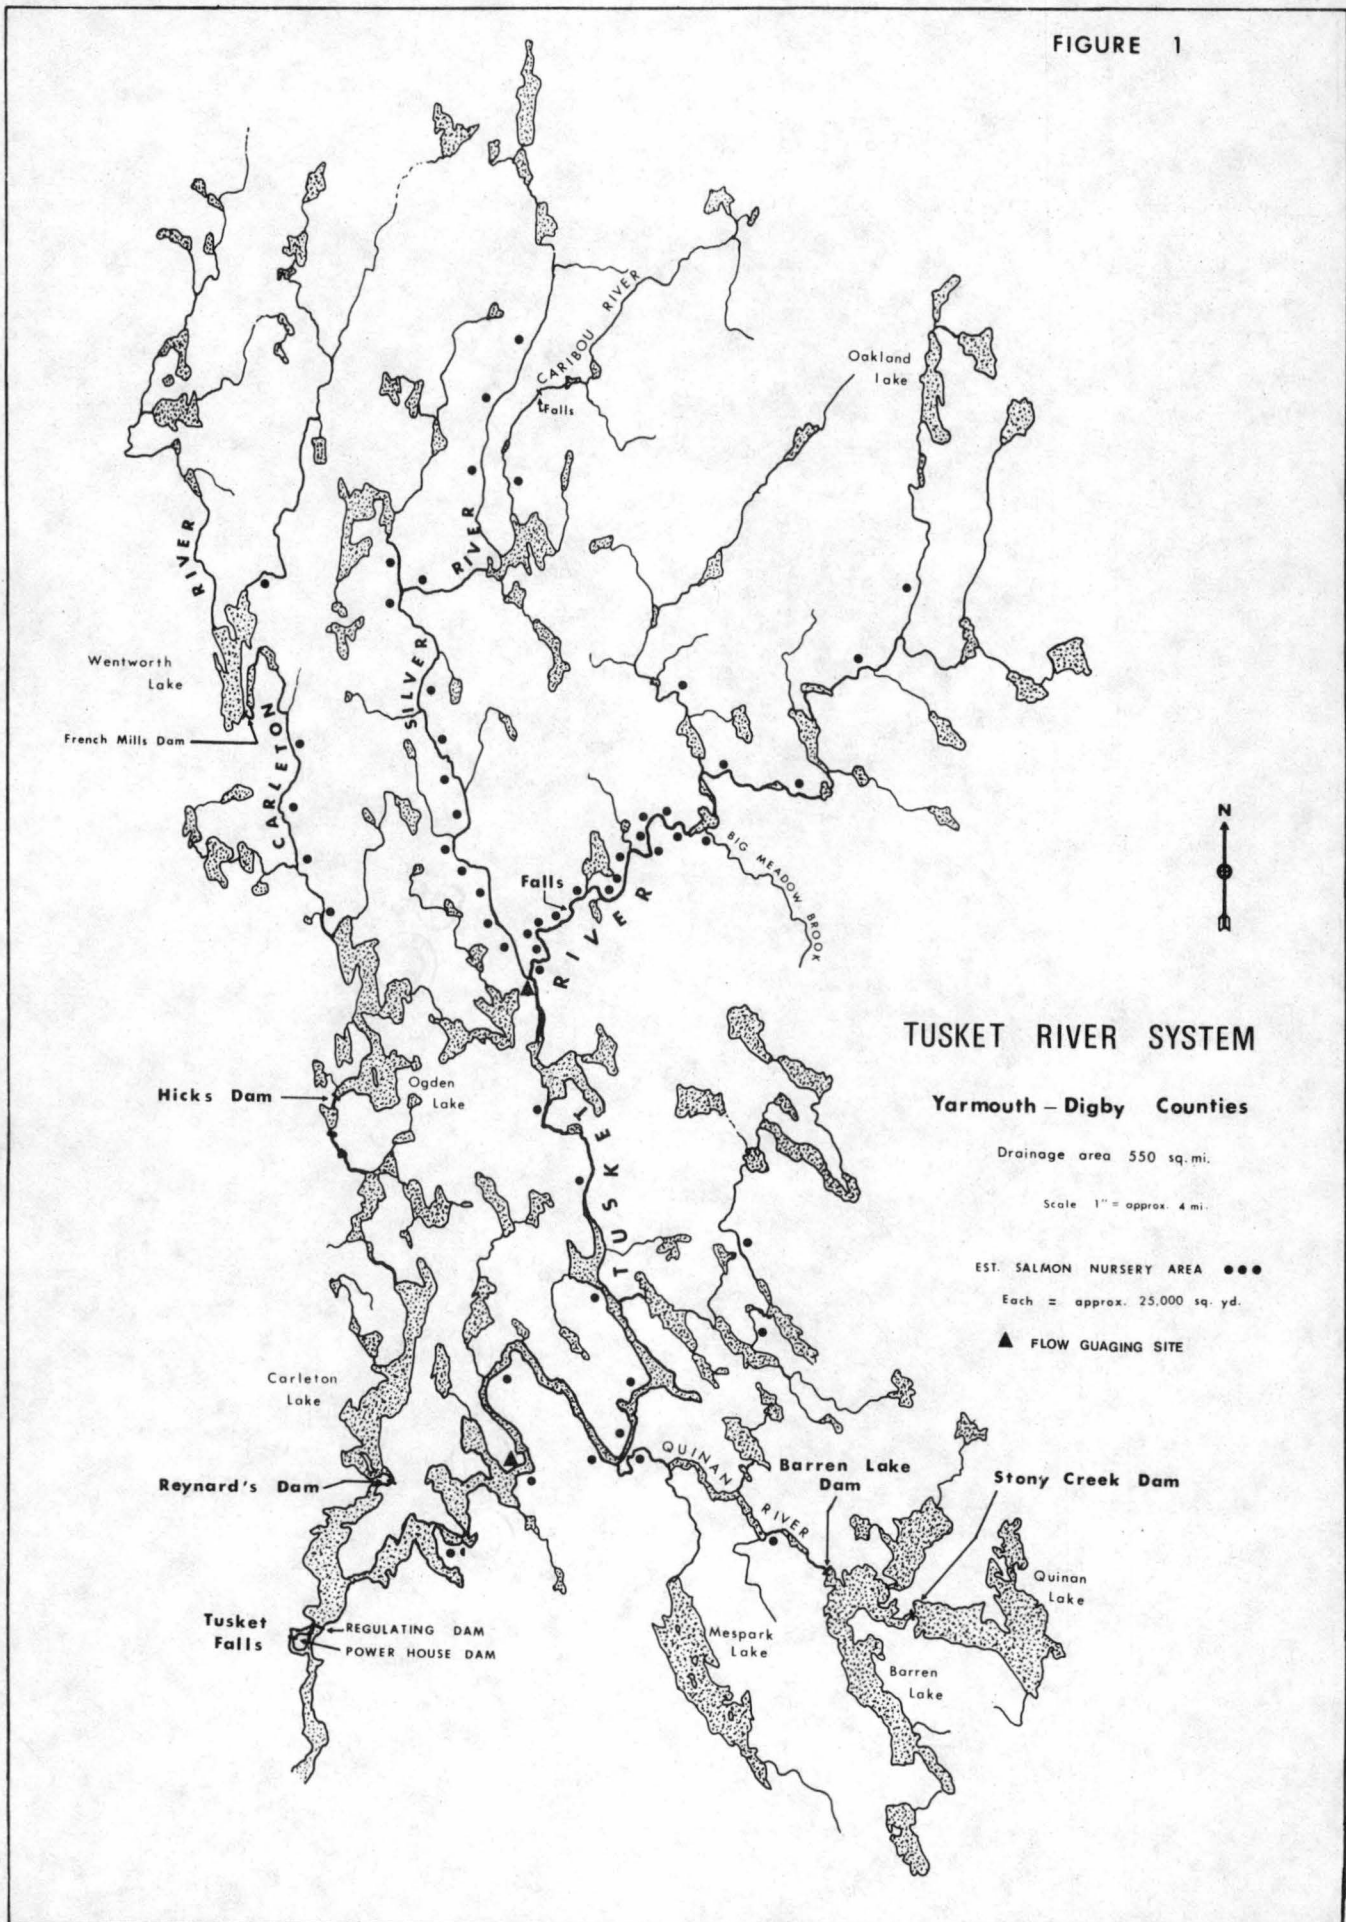 FIGURE 1
CARIBOU RIVER
Falls
Oakland
lake
RIVER
RIVER
Wentworth
Lake
SILVER
French Mills Dam
CARLETON
N
BIG MEADOW BROOK
Falls
RIVER
TUSKET RIVER SYSTEM
Hicks Dam
Ogden
Lake
Yarmouth – Digby Counties
Drainage area 550 sq. mi.
TUSKET
Scale 1" = approx. 4 mi.
EST. SALMON NURSERY AREA
Each = approx. 25,000 sq. yd.
FLOW GUAGING SITE
Carleton
Lake
QUINAN
RIVER
Barren Lake
Dam
Stony Creek Dam
Reynard's Dam
Quinan
Lake
Tusket
Falls
REGULATING DAM
POWER HOUSE DAM
Mespark
Lake
Barren
Lake